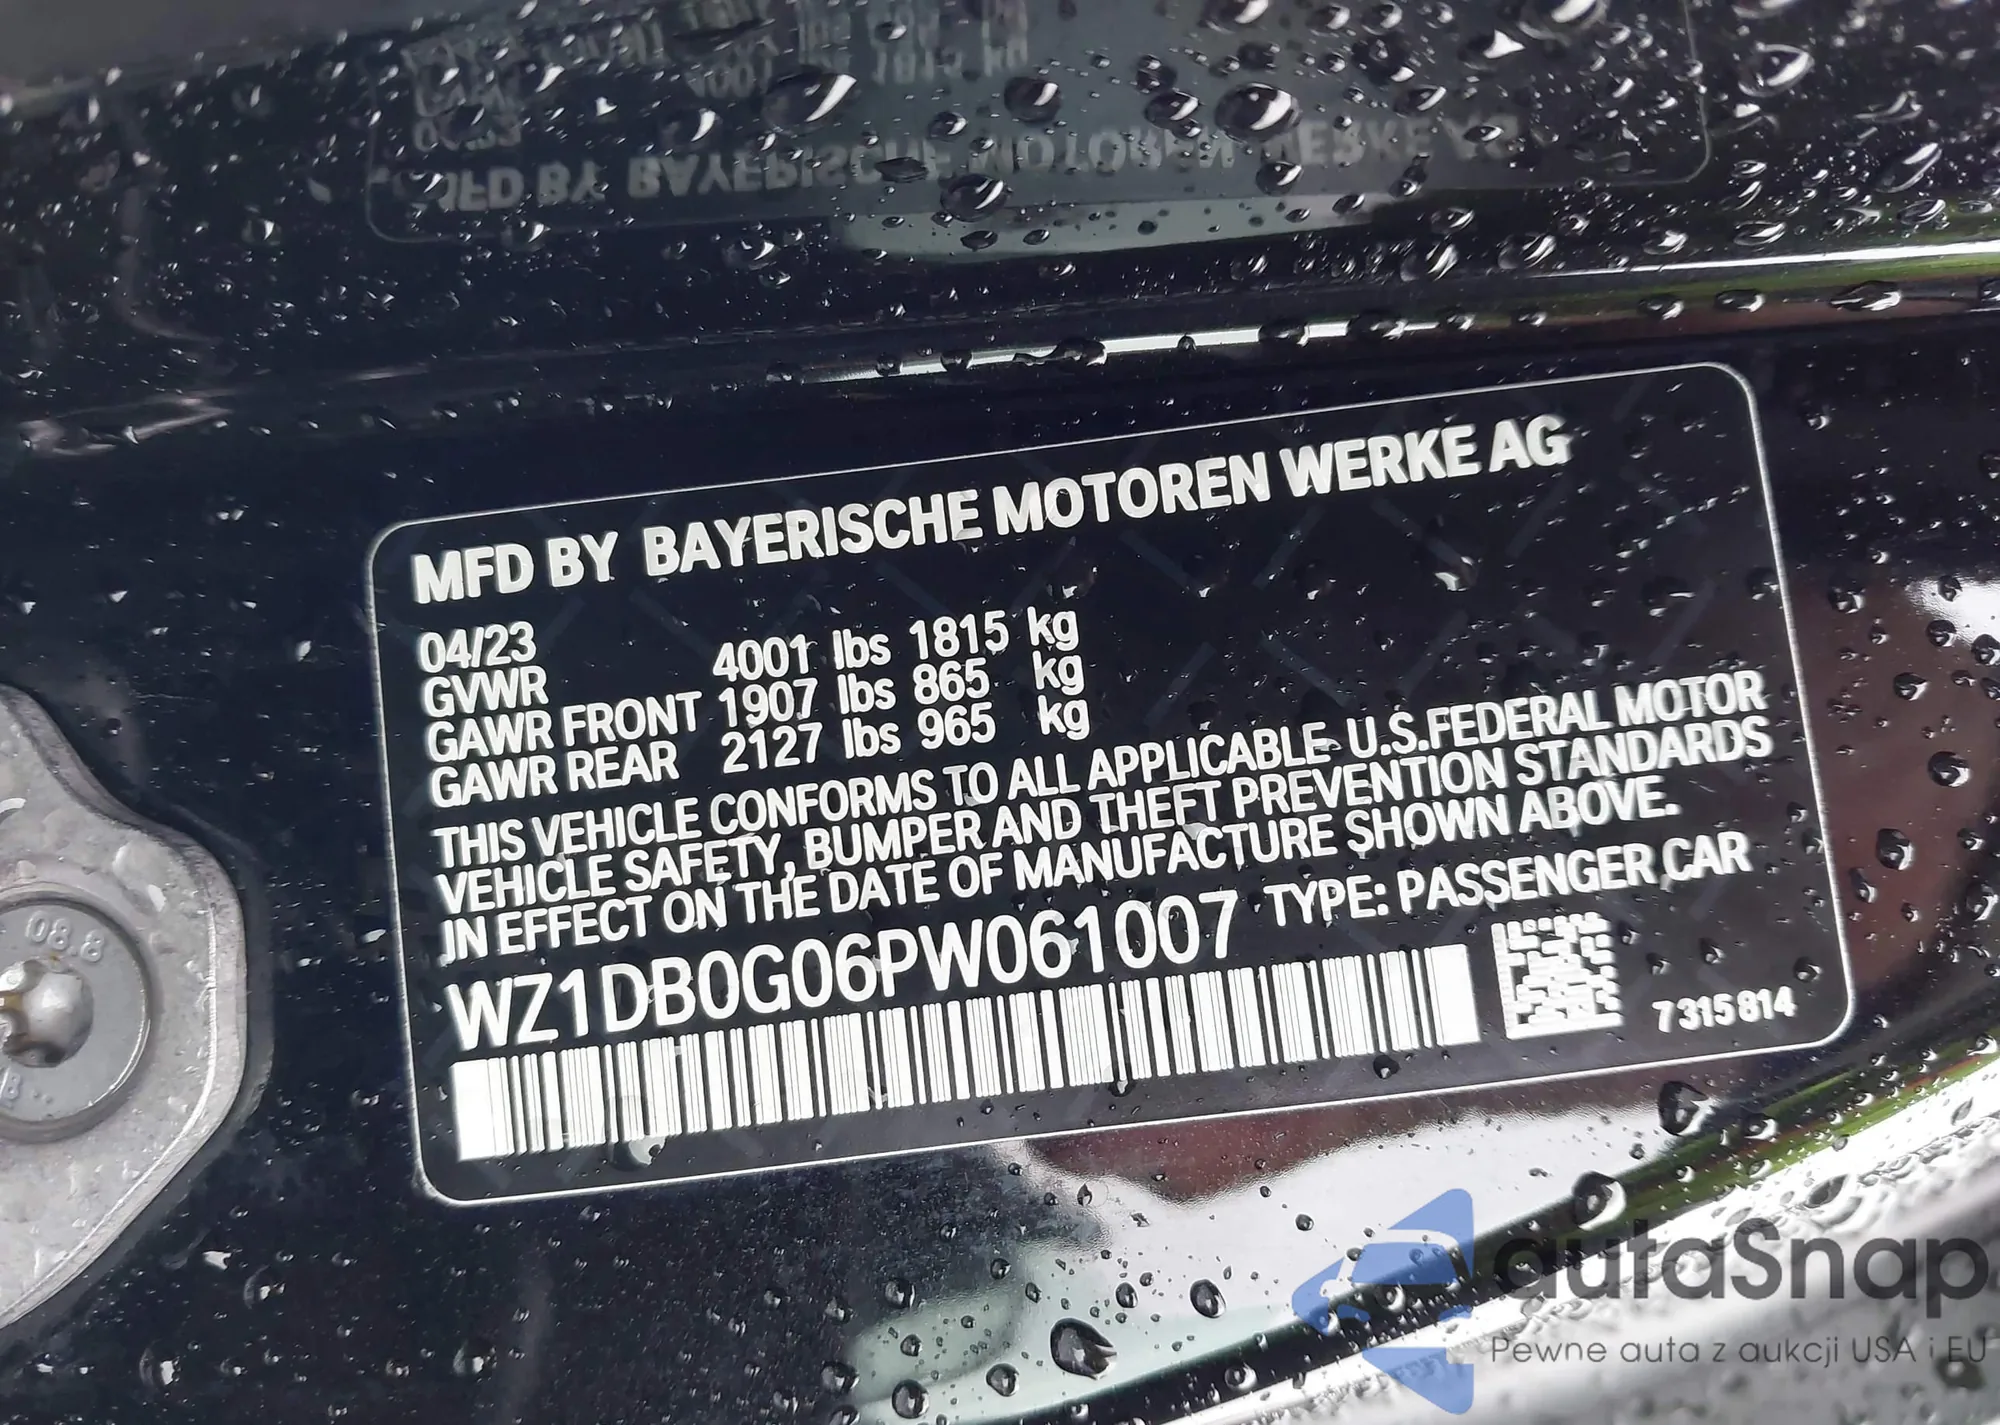 MFD BY BAYERISCHE MOTOREN WERKE AG
04/23
GVWR 4001 lbs 1815 kg
GAWR FRONT 1907 lbs 865 kg
GAWR REAR 2127 lbs 965 kg
THIS VEHICLE CONFORMS TO ALL APPLICABLE U.S.FEDERAL MOTOR
VEHICLE SAFETY, BUMPER AND THEFT PREVENTION STANDARDS
IN EFFECT ON THE DATE OF MANUFACTURE SHOWN ABOVE.
WZ1DB0G06PW061007 TYPE: PASSENGER CAR
7315814
08.8
autaSnap
Pewne auta z aukcji USA i EU